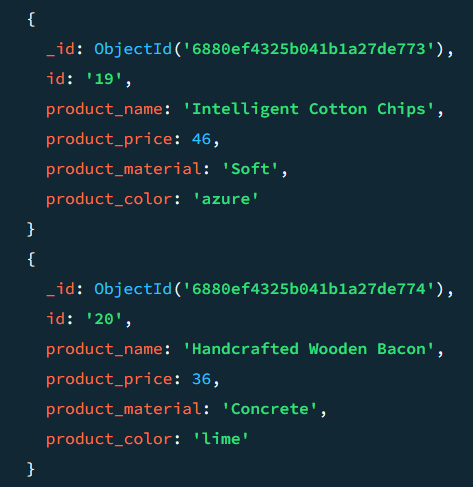 {
_id: ObjectId('6880ef4325b041b1a27de773'),
id: '19',
product_name: 'Intelligent Cotton Chips',
product_price: 46,
product_material: 'Soft',
product_color: 'azure'
}
{
_id: ObjectId('6880ef4325b041b1a27de774'),
id: '20',
product_name: 'Handcrafted Wooden Bacon',
product_price: 36,
product_material: 'Concrete',
product_color: 'lime'
}